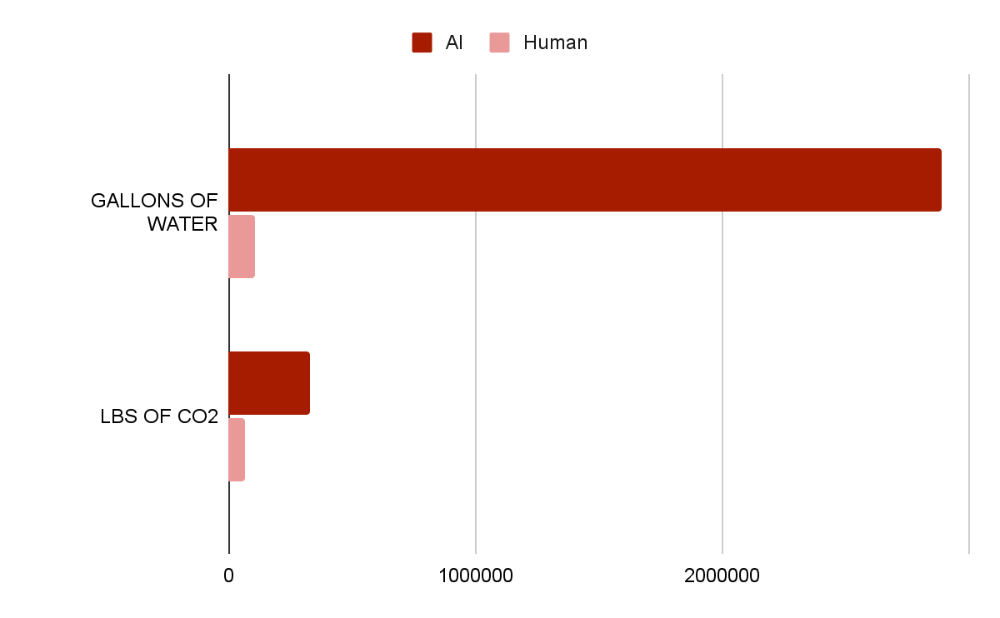 AI Human
GALLONS OF
WATER
LBS OF CO2
0 1000000 2000000